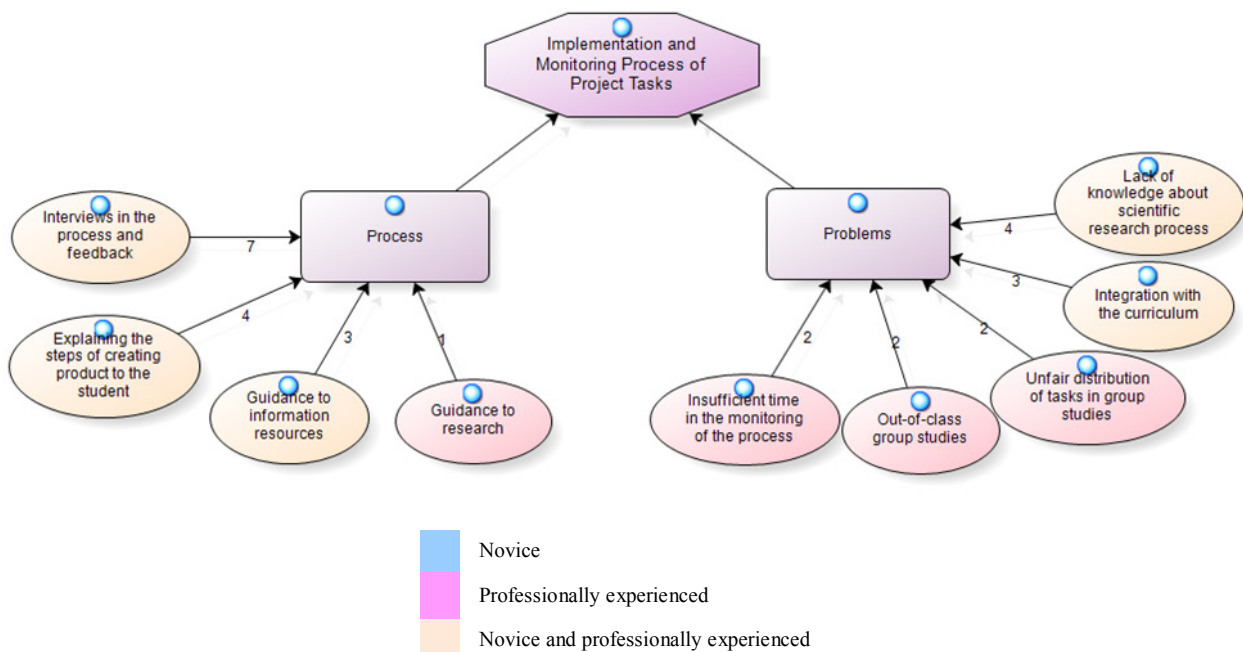 Implementation and
Monitoring Process of
Project Tasks
Process
Problems
Interviews in the
process and
feedback
7
Explaining the
steps of creating
product to the
student
4
Guidance to
information
resources
3
Guidance to
research
1
Lack of
knowledge about
scientific
research process
4
Integration with
the curriculum
3
Unfair distribution
of tasks in group
studies
2
Out-of-class
group studies
2
Insufficient time
in the monitoring
of the process
2
Novice
Professionally experienced
Novice and professionally experienced